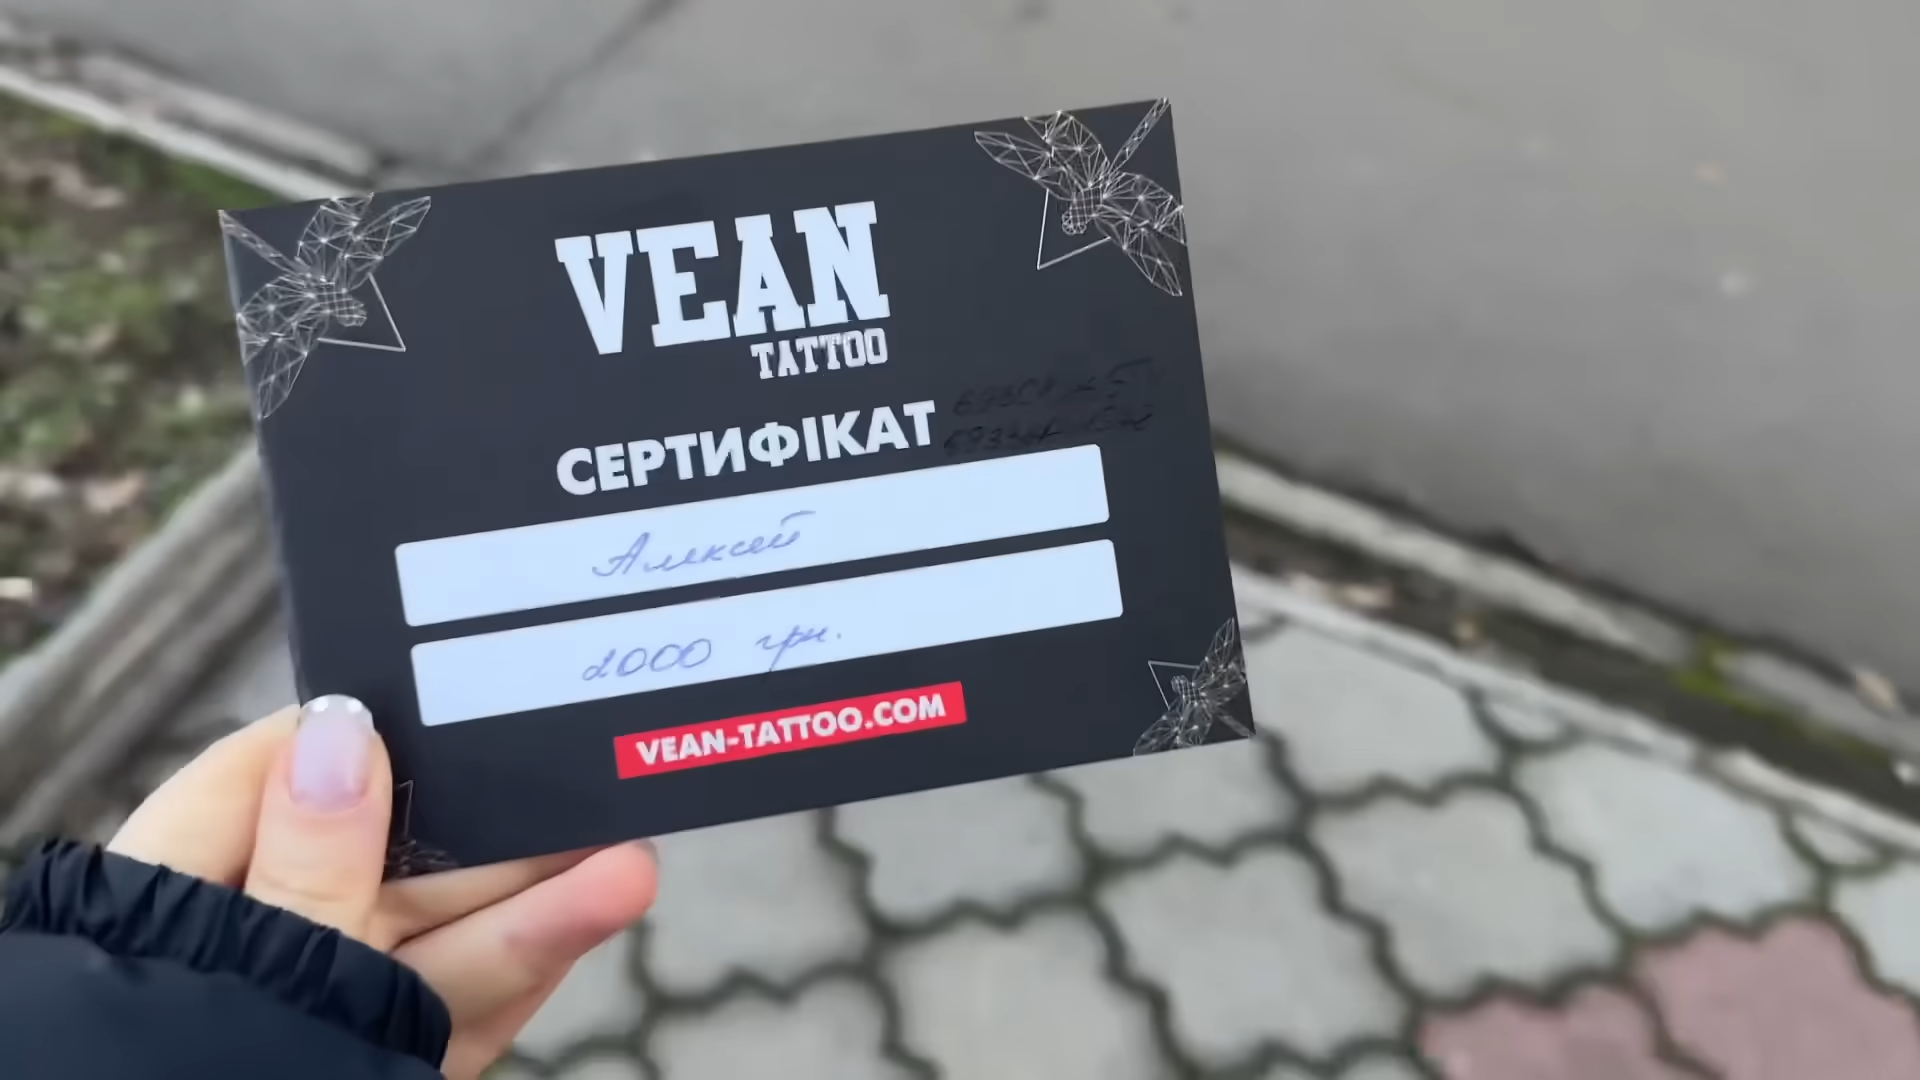 VEAN
TATTOO
СЕРТИФІКАТ
Алексей
2000 грн.
VEAN-TATTOO.COM